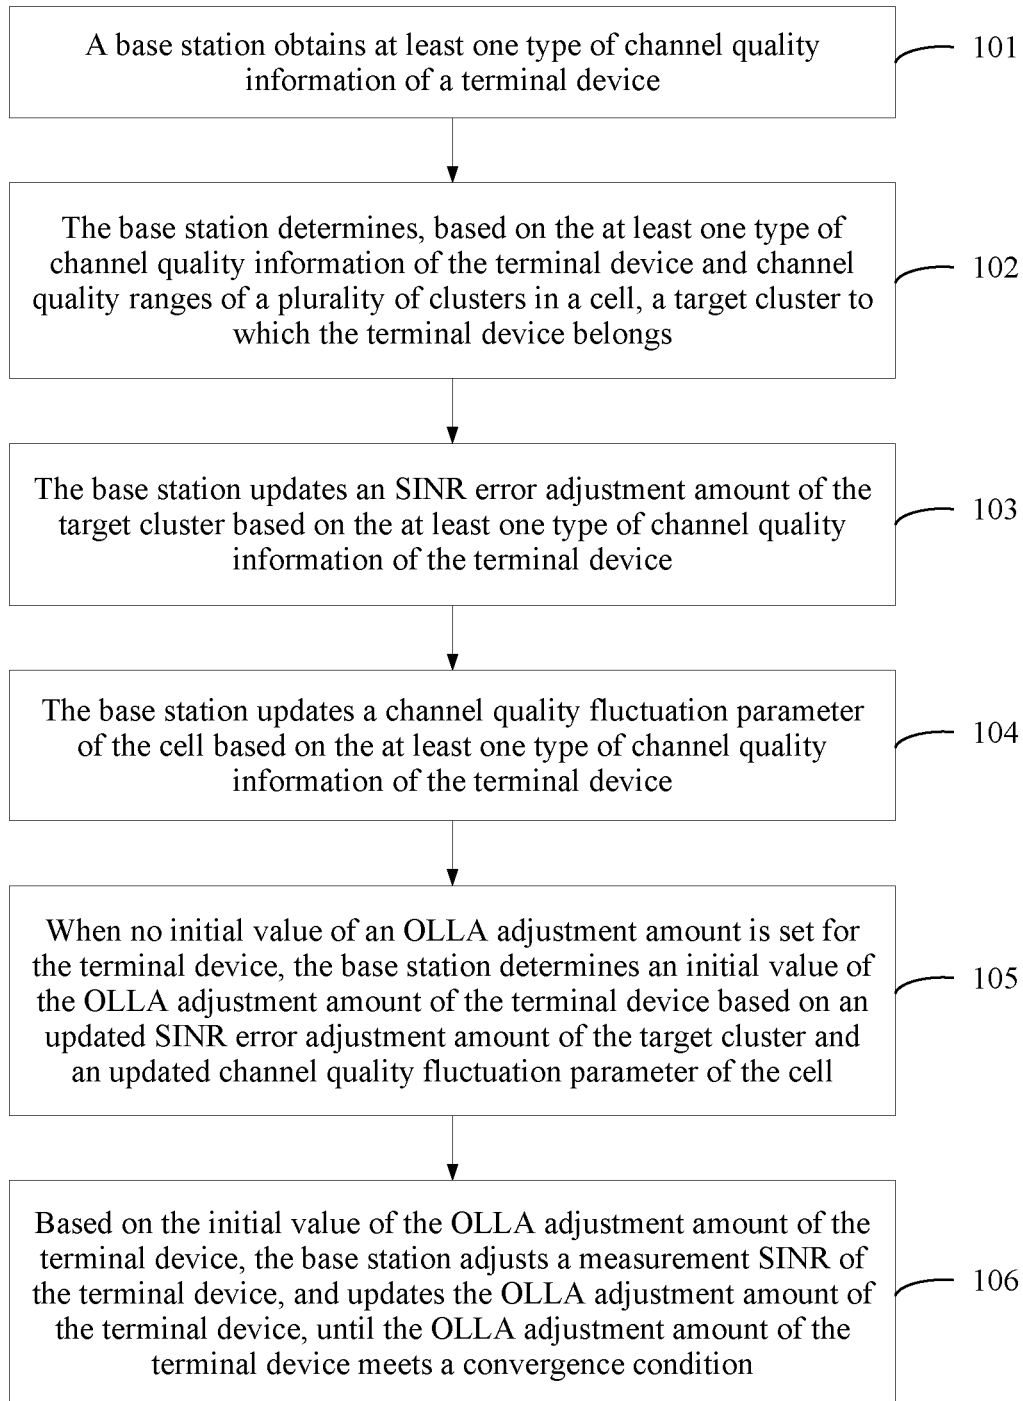 A base station obtains at least one type of channel quality
information of a terminal device
101
The base station determines, based on the at least one type of
channel quality information of the terminal device and channel
quality ranges of a plurality of clusters in a cell, a target cluster to
which the terminal device belongs
102
The base station updates an SINR error adjustment amount of the
target cluster based on the at least one type of channel quality
information of the terminal device
103
The base station updates a channel quality fluctuation parameter
of the cell based on the at least one type of channel quality
information of the terminal device
104
When no initial value of an OLLA adjustment amount is set for
the terminal device, the base station determines an initial value of
the OLLA adjustment amount of the terminal device based on an
updated SINR error adjustment amount of the target cluster and
an updated channel quality fluctuation parameter of the cell
105
Based on the initial value of the OLLA adjustment amount of the
terminal device, the base station adjusts a measurement SINR of
the terminal device, and updates the OLLA adjustment amount of
the terminal device, until the OLLA adjustment amount of the
terminal device meets a convergence condition
106